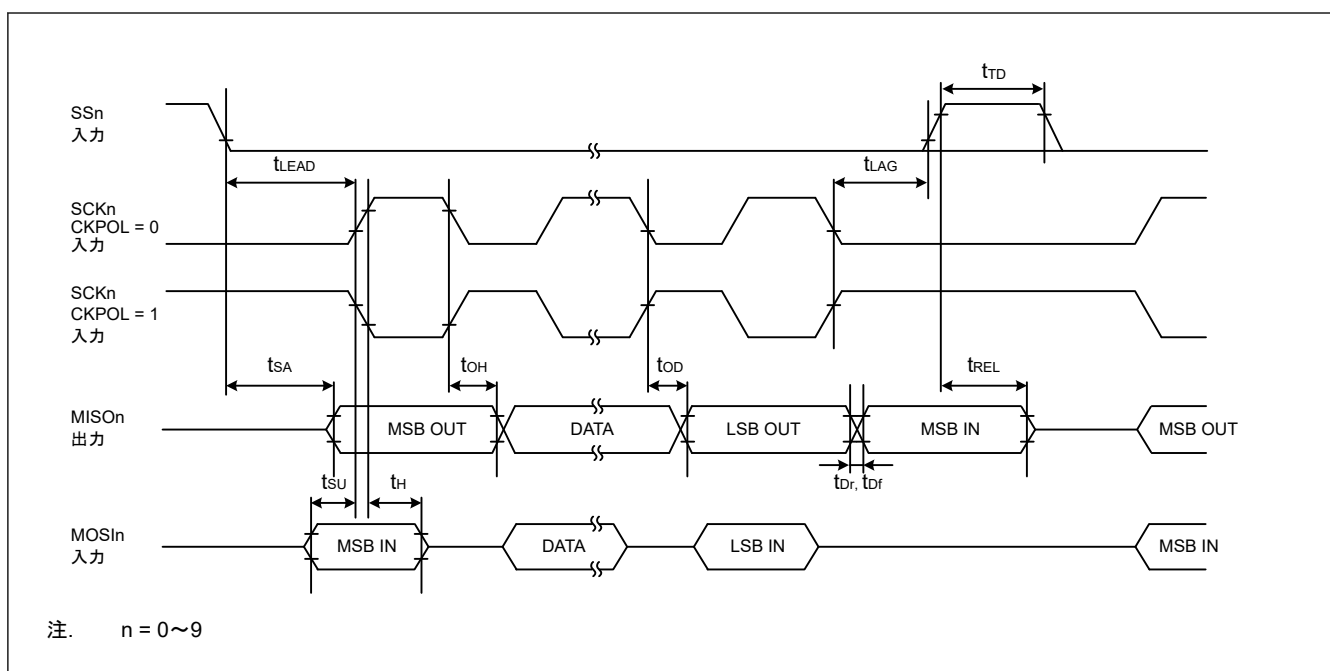 tTD
SSn
入力
tLEAD
tLAG
SCKn
CKPOL = 0
入力
SCKn
CKPOL = 1
入力
tSA
tOH
tOD
tREL
MISOn
出力
MSB OUT
DATA
LSB OUT
MSB IN
MSB OUT
tSU
tH
tDr, tDf
MOSIn
入力
MSB IN
DATA
LSB IN
MSB IN
注. n = 0～9